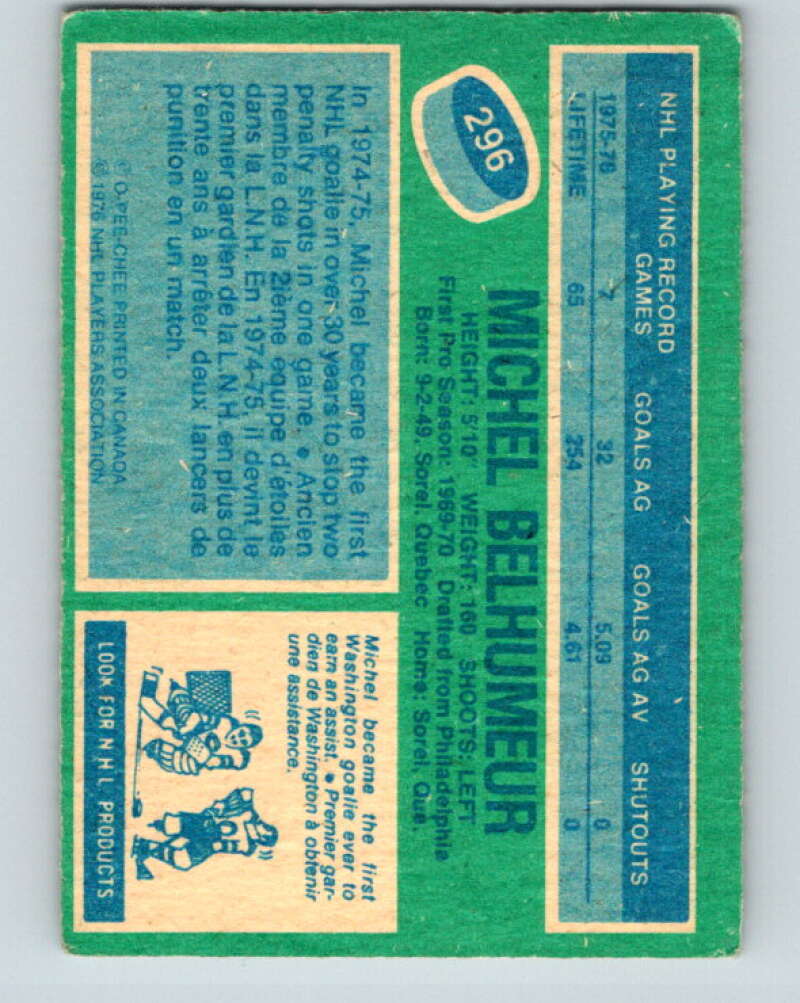 NHL PLAYING RECORD
GAMES GOALS AG GOALS AG AV SHUTOUTS
1975-76 7 32 5.09 0
LIFETIME 65 254 4.61 0
296
MICHEL BELHUMEUR
HEIGHT: 5'10" WEIGHT: 160 SHOOTS: LEFT
First Pro Season: 1969-70 Drafted from Philadelphia
Born: 9-2-49, Sorel, Quebec Home: Sorel, Que.
In 1974-75, Michel became the first
NHL goalie in over 30 years to stop two
penalty shots in one game. • Ancien
membre de la 2ième equipe d'étoiles
dans la L.N.H. En 1974-75, il devint le
premier gardien de la L.N.H. en plus de
trente ans à arrêter deux lancers de
punition en un match.
© O-PEE-CHEE PRINTED IN CANADA
© 1976 NHL PLAYERS ASSOCIATION
Michel became the first
Washington goalie ever to
earn an assist. • Premier gar-
dien de Washington à obtenir
une assistance.
LOOK FOR N.H.L. PRODUCTS